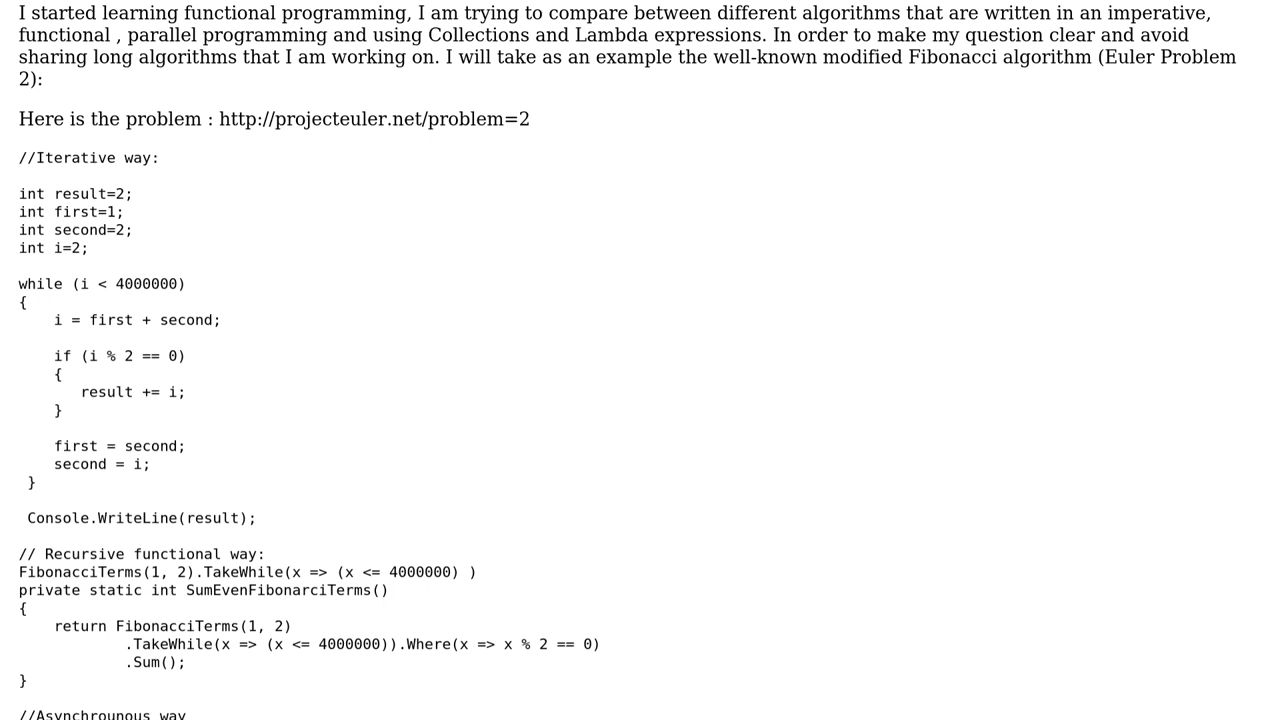 I started learning functional programming, I am trying to compare between different algorithms that are written in an imperative,
functional , parallel programming and using Collections and Lambda expressions. In order to make my question clear and avoid
sharing long algorithms that I am working on. I will take as an example the well-known modified Fibonacci algorithm (Euler Problem
2):
Here is the problem : http://projecteuler.net/problem=2
//Iterative way:
int result=2;
int first=1;
int second=2;
int i=2;
while (i < 4000000)
{
    i = first + second;
    if (i % 2 == 0)
    {
       result += i;
    }
    first = second;
    second = i;
 }
 Console.WriteLine(result);
// Recursive functional way:
FibonacciTerms(1, 2).TakeWhile(x => (x <= 4000000) )
private static int SumEvenFibonarciTerms()
{
    return FibonacciTerms(1, 2)
            .TakeWhile(x => (x <= 4000000)).Where(x => x % 2 == 0)
            .Sum();
}
//Asynchrounous way